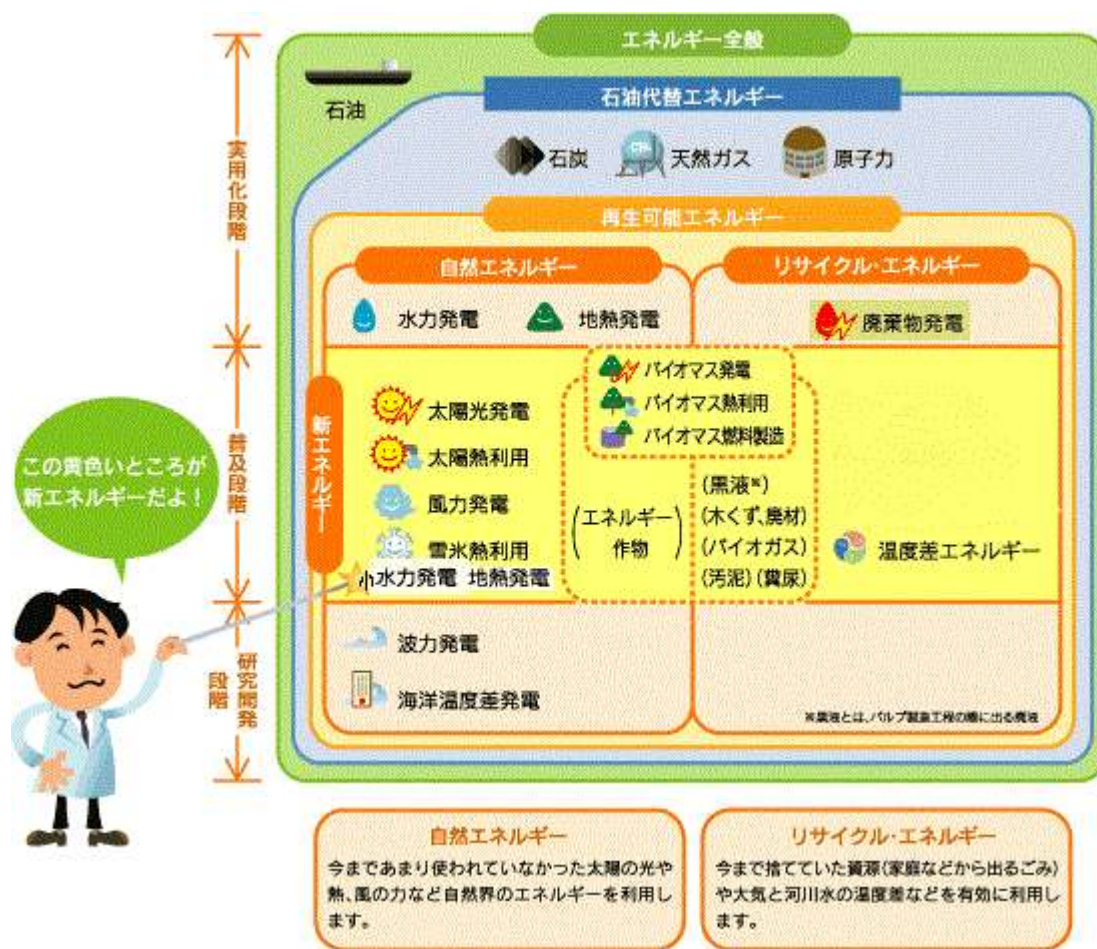 エネルギー全般
石油
石油代替エネルギー
石炭
天然ガス
原子力
再生可能エネルギー
自然エネルギー
リサイクル・エネルギー
水力発電
地熱発電
廃棄物発電
実用化段階
普及段階
研究開発
段階
新エネルギー
太陽光発電
太陽熱利用
風力発電
雪氷熱利用
小水力発電 地熱発電
バイオマス発電
バイオマス熱利用
バイオマス燃料製造
(エネルギー
作物)
(黒液※)
(木くず、廃材)
(バイオガス)
(汚泥)(糞尿)
温度差エネルギー
波力発電
海洋温度差発電
※黒液とは、パルプ製造工程の際に出る廃液
この黄色いところが
新エネルギーだよ!
自然エネルギー
今まであまり使われていなかった太陽の光や
熱、風の力など自然界のエネルギーを利用し
ます。
リサイクル・エネルギー
今まで捨てていた資源(家庭などから出るごみ)
や大気と河川水の温度差などを有効に利用し
ます。